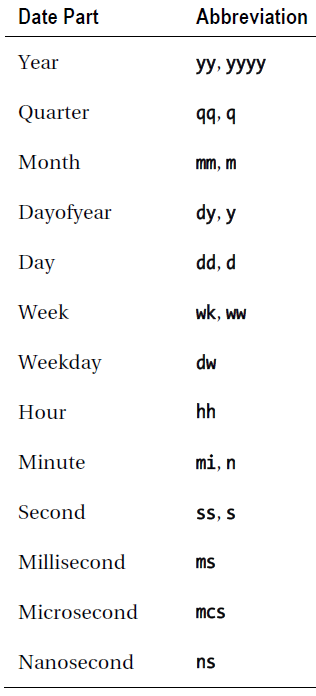 Date Part Abbreviation
Year yy, yyyy
Quarter qq, q
Month mm, m
Dayofyear dy, y
Day dd, d
Week wk, ww
Weekday dw
Hour hh
Minute mi, n
Second ss, s
Millisecond ms
Microsecond mcs
Nanosecond ns